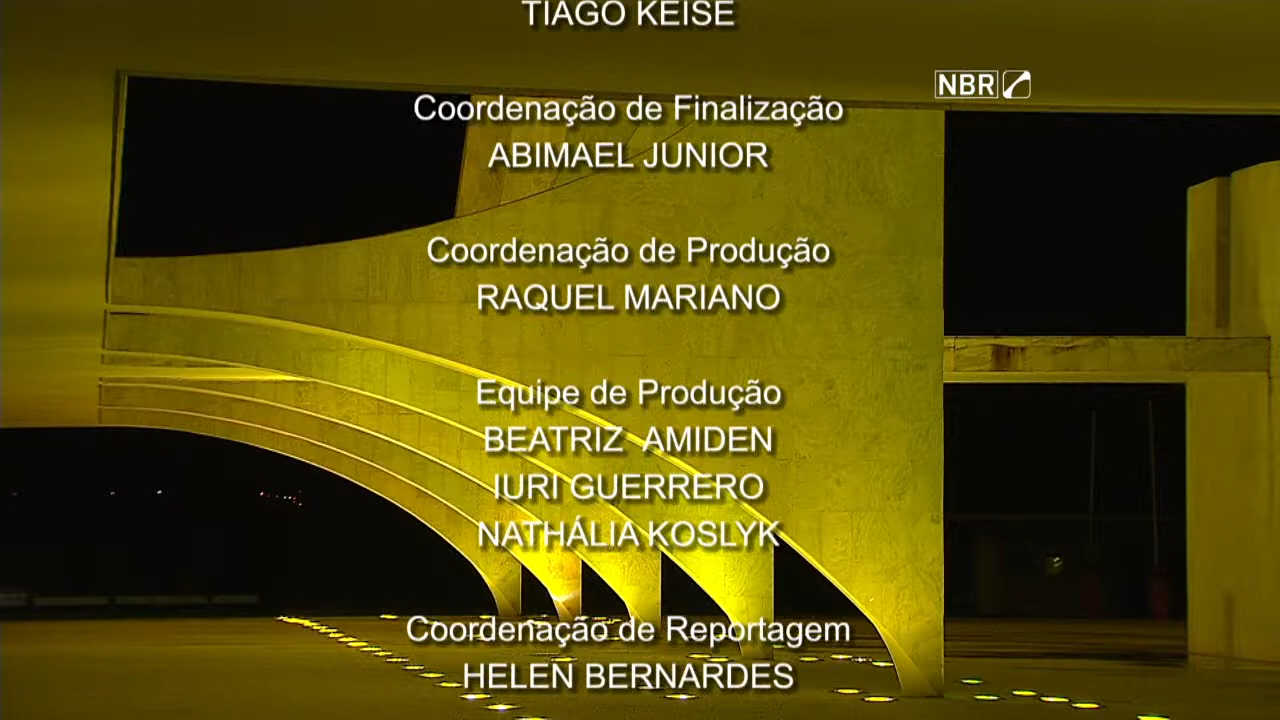 TIAGO KEISE
NBR
Coordenação de Finalização
ABIMAEL JUNIOR
Coordenação de Produção
RAQUEL MARIANO
Equipe de Produção
BEATRIZ AMIDEN
IURI GUERRERO
NATHÁLIA KOSLYK
Coordenação de Reportagem
HELEN BERNARDES